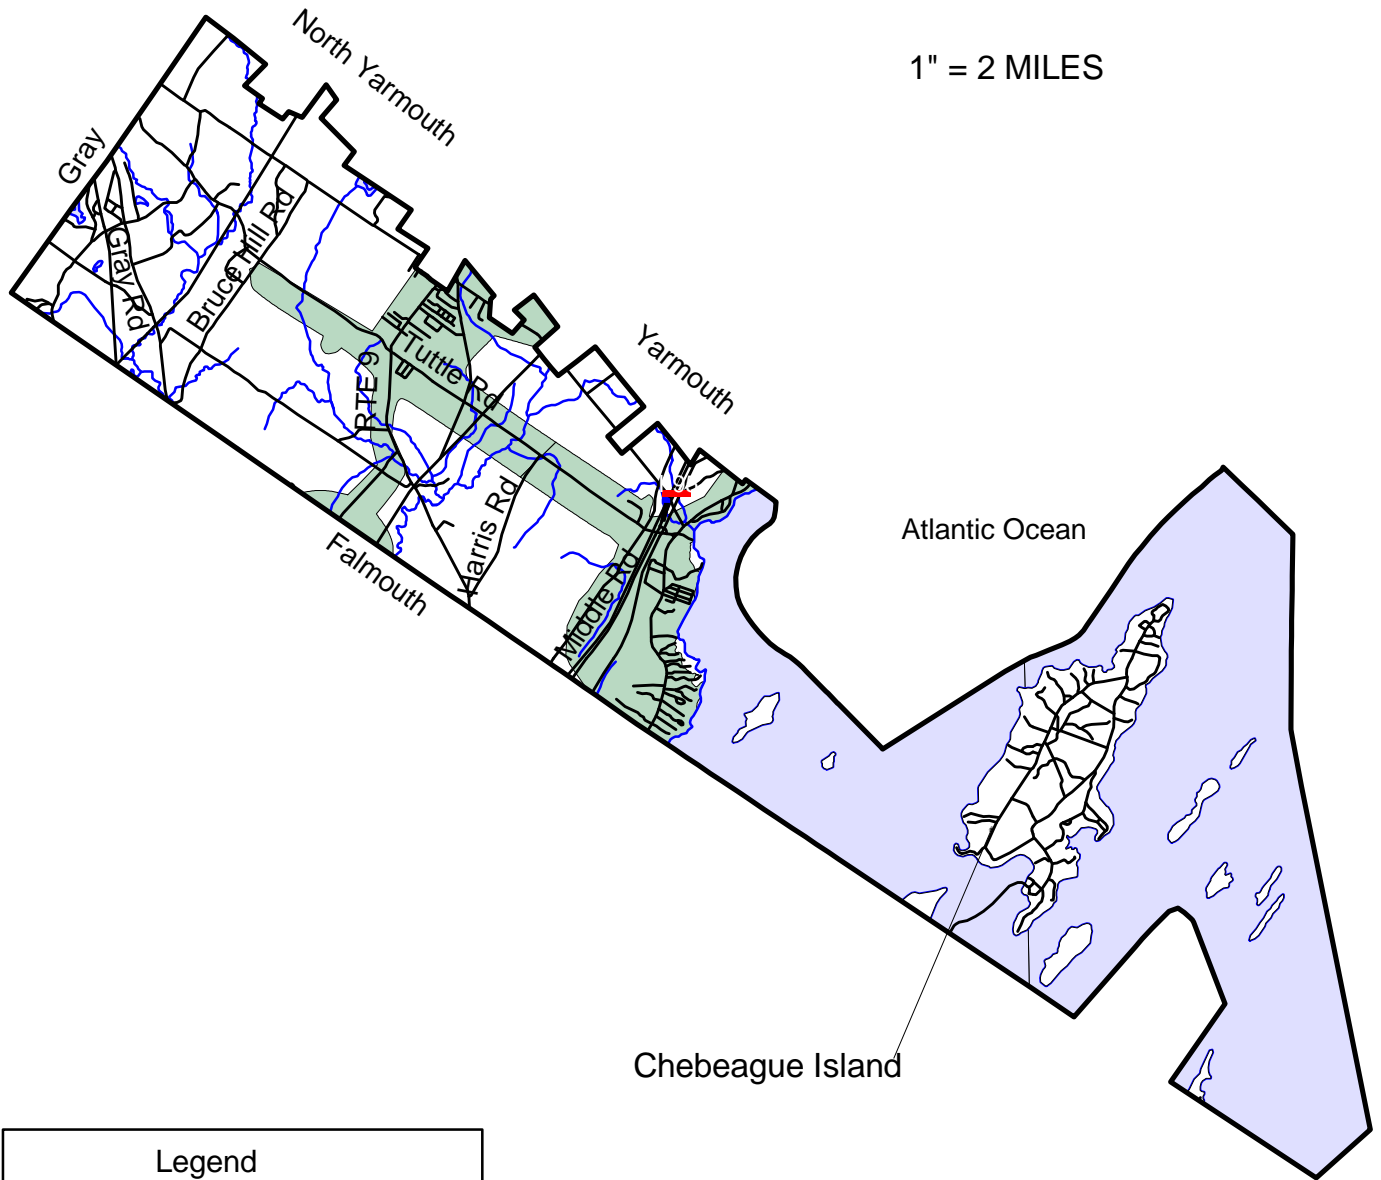 North Yarmouth
1" = 2 MILES
Gray
Gray Rd
Bruce Hill Rd
Yarmouth
RTE 9
Tuttle Rd
Harris Rd
Falmouth
Middle Rd
Atlantic Ocean
Chebeague Island
Legend